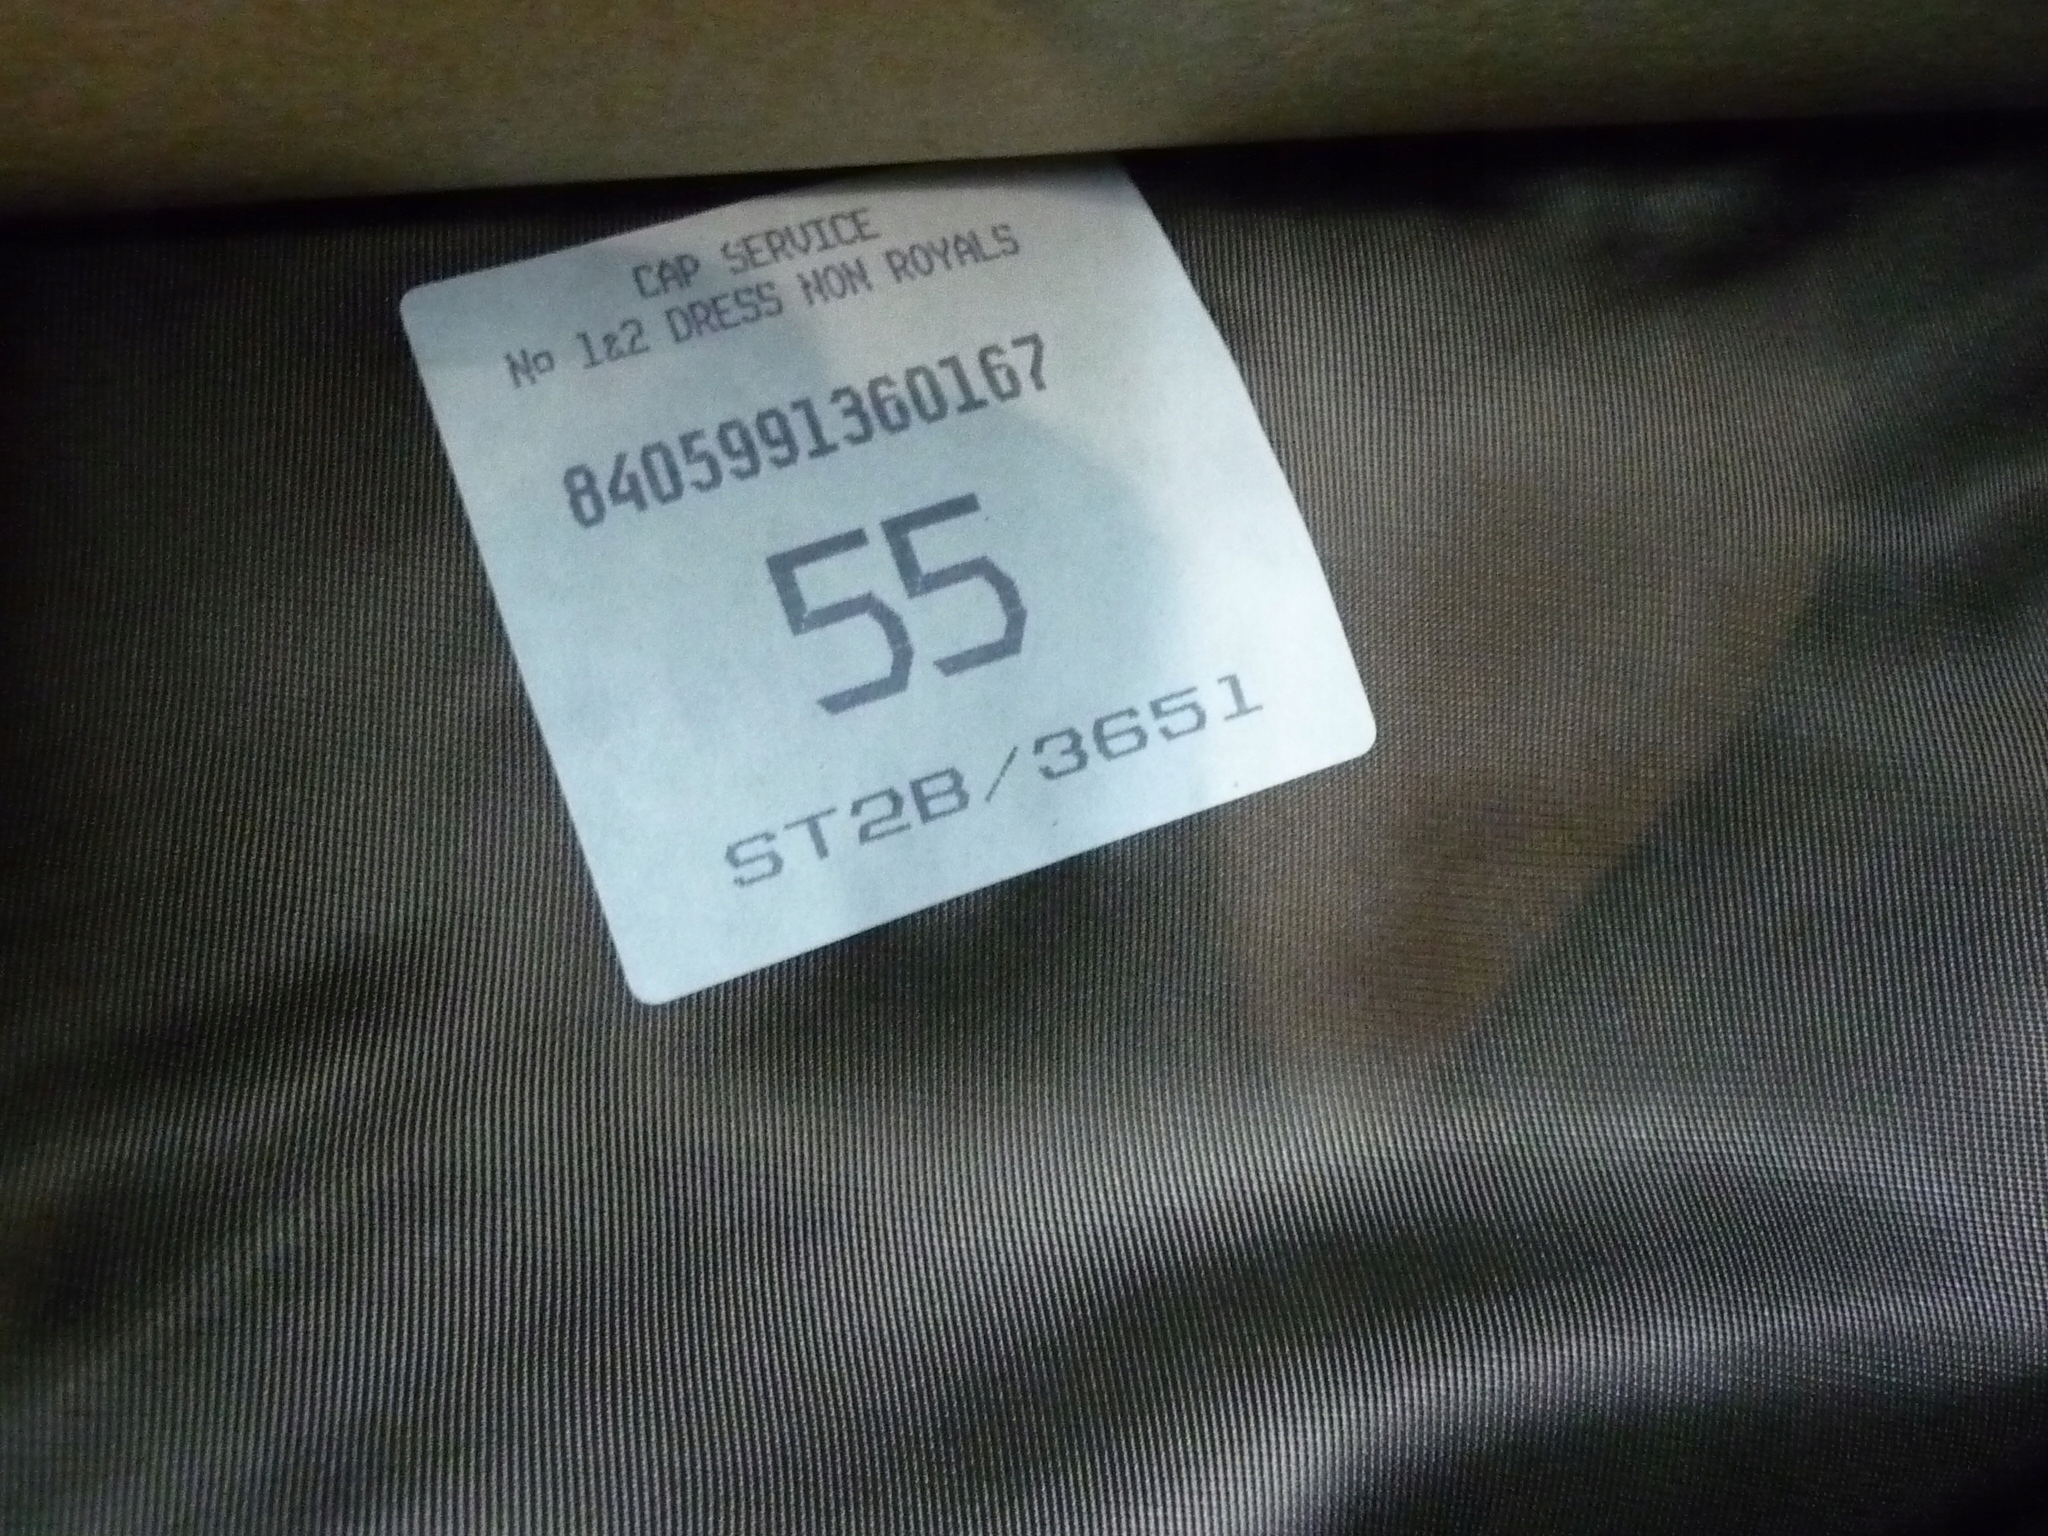 CAP SERVICE
No 1&2 DRESS NON ROYALS
8405991360167
55
ST2B/3651